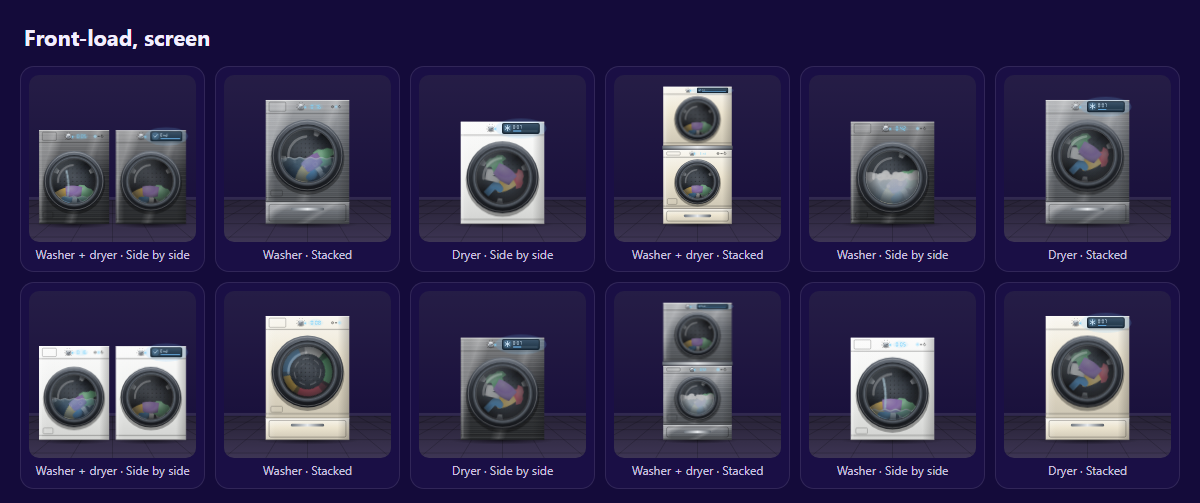 Front-load, screen
Washer + dryer · Side by side
Washer · Stacked
Dryer · Side by side
Washer + dryer · Stacked
Washer · Side by side
Dryer · Stacked
Washer + dryer · Side by side
Washer · Stacked
Dryer · Side by side
Washer + dryer · Stacked
Washer · Side by side
Dryer · Stacked